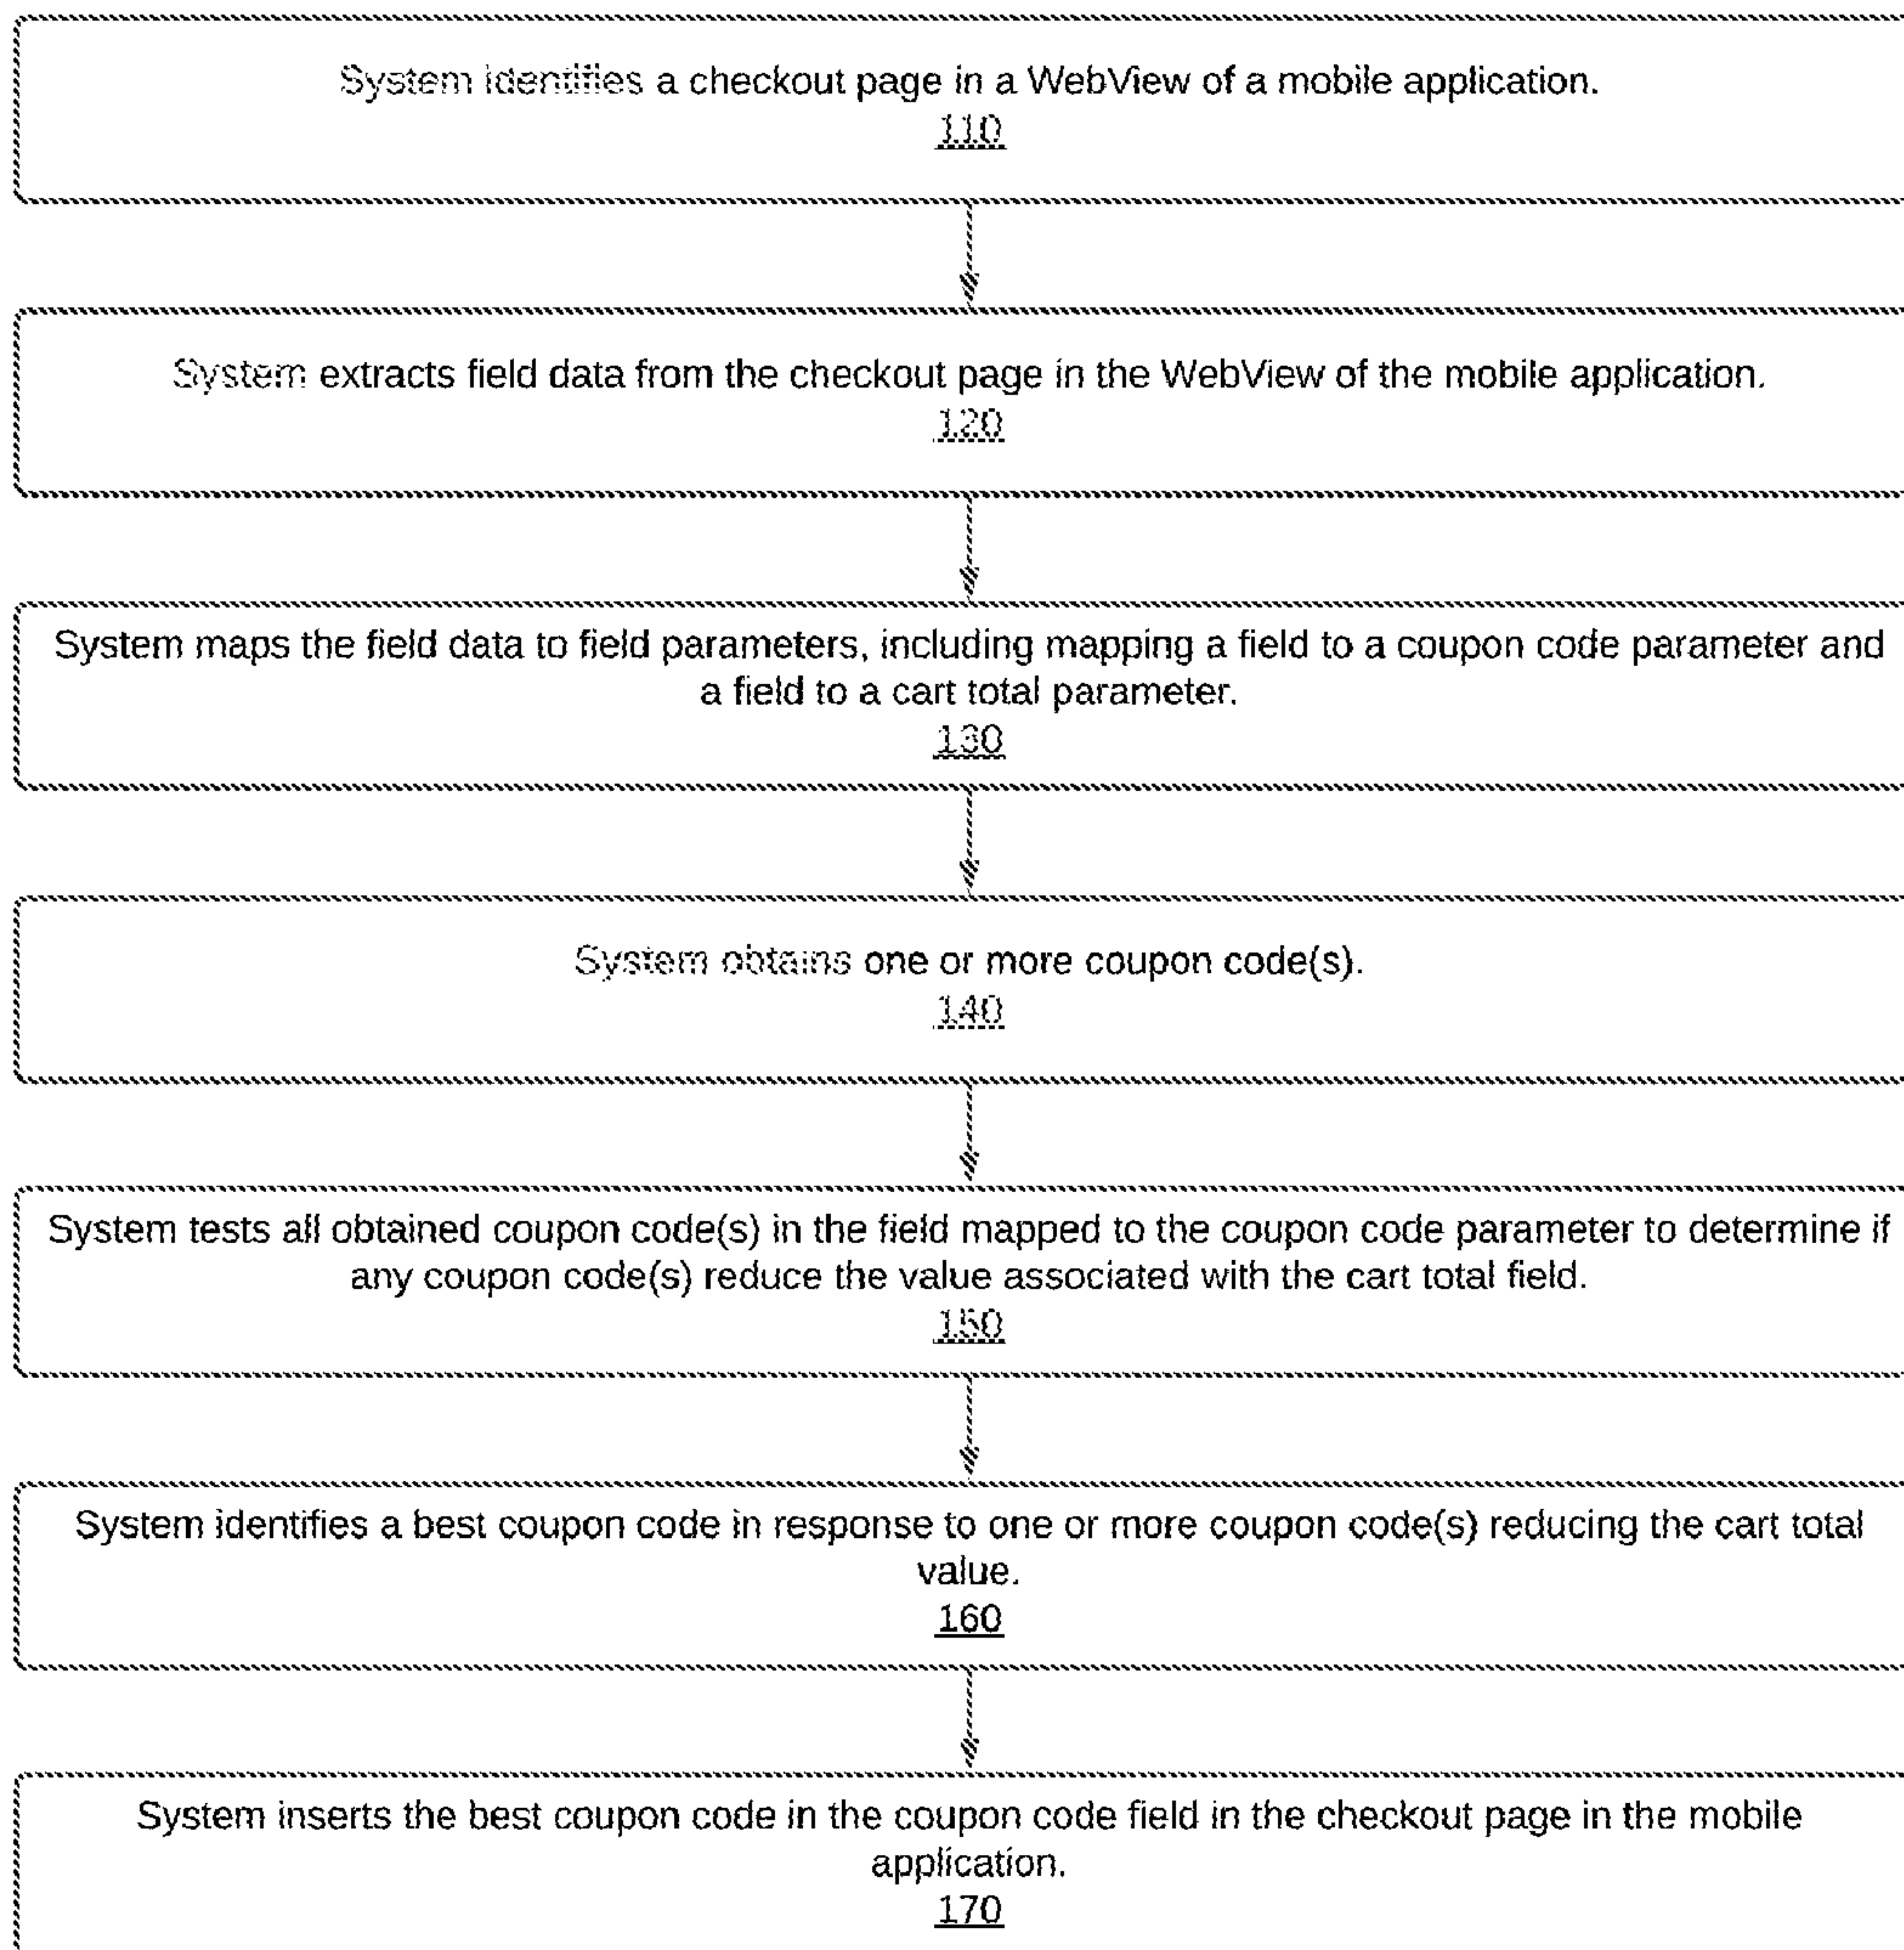 System identifies a checkout page in a WebView of a mobile application.
110
System extracts field data from the checkout page in the WebView of the mobile application.
120
System maps the field data to field parameters, including mapping a field to a coupon code parameter and
a field to a cart total parameter.
130
System obtains one or more coupon code(s).
140
System tests all obtained coupon code(s) in the field mapped to the coupon code parameter to determine if
any coupon code(s) reduce the value associated with the cart total field.
150
System identifies a best coupon code in response to one or more coupon code(s) reducing the cart total
value.
160
System inserts the best coupon code in the coupon code field in the checkout page in the mobile
application.
170